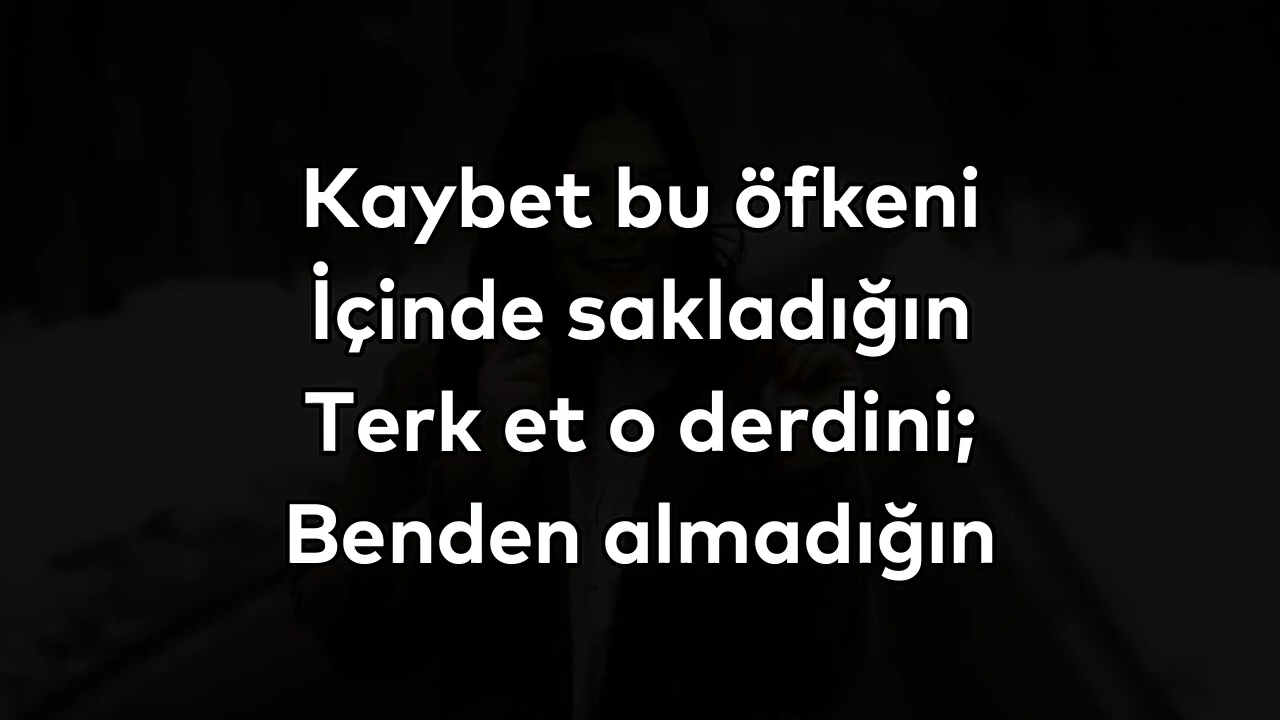 Kaybet bu öfkeni
İçinde sakladığın
Terk et o derdini;
Benden almadığın